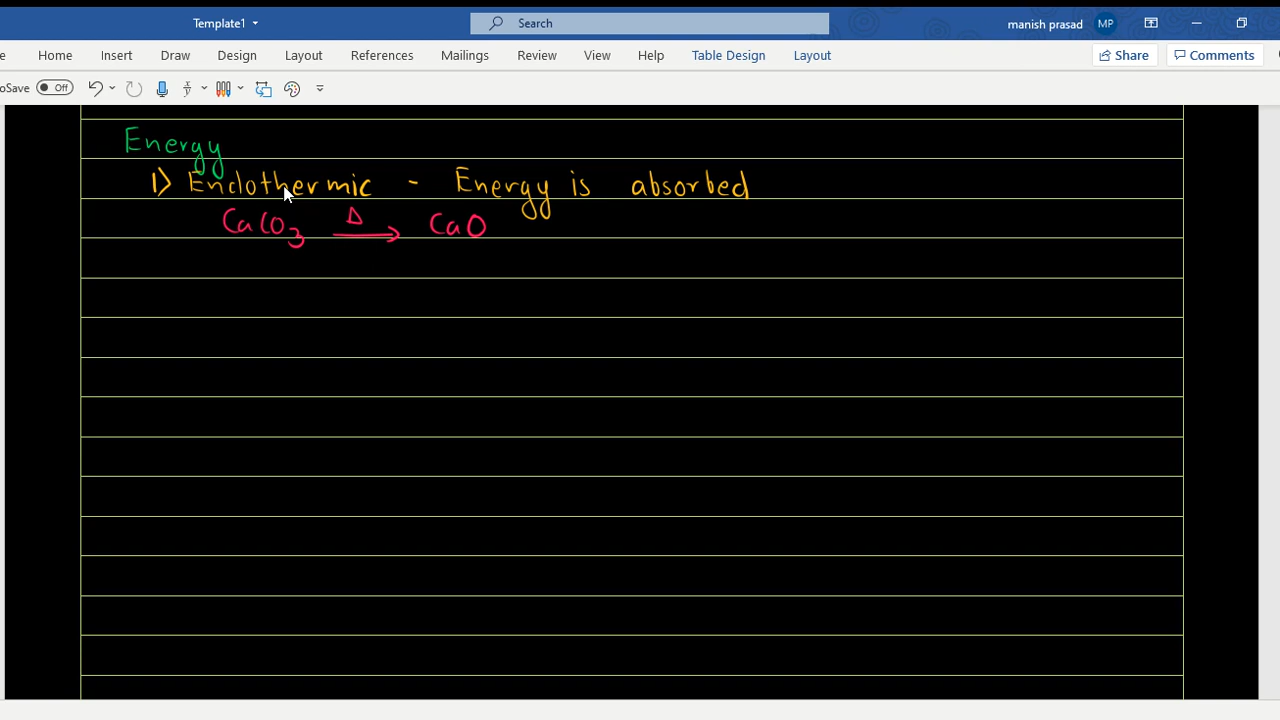 Template1
Search
manish prasad MP
Home Insert Draw Design Layout References Mailings Review View Help Table Design Layout Share Comments
oSave Off
Energy
1) Endothermic - Energy is absorbed
CaCO3 Δ→ CaO